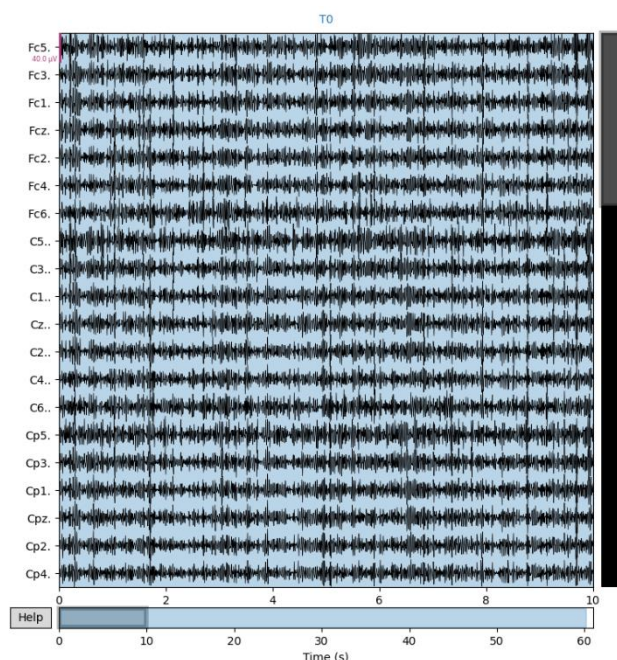 T0
Fc5.
40.0 µV
Fc3.
Fc1.
Fcz.
Fc2.
Fc4.
Fc6.
C5..
C3..
C1..
Cz..
C2..
C4..
C6..
Cp5.
Cp3.
Cp1.
Cpz.
Cp2.
Cp4.
0 2 4 6 8 10
Help
0 10 20 30 40 50 60
Time (s)